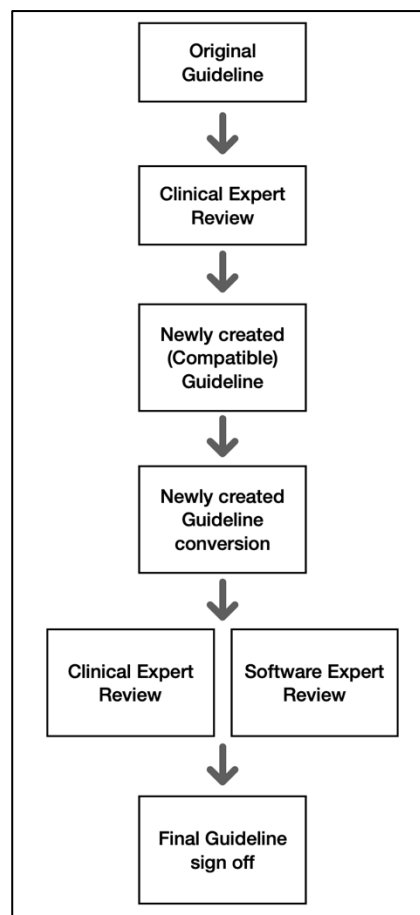 Original
Guideline
Clinical Expert
Review
Newly created
(Compatible)
Guideline
Newly created
Guideline
conversion
Clinical Expert
Review
Software Expert
Review
Final Guideline
sign off